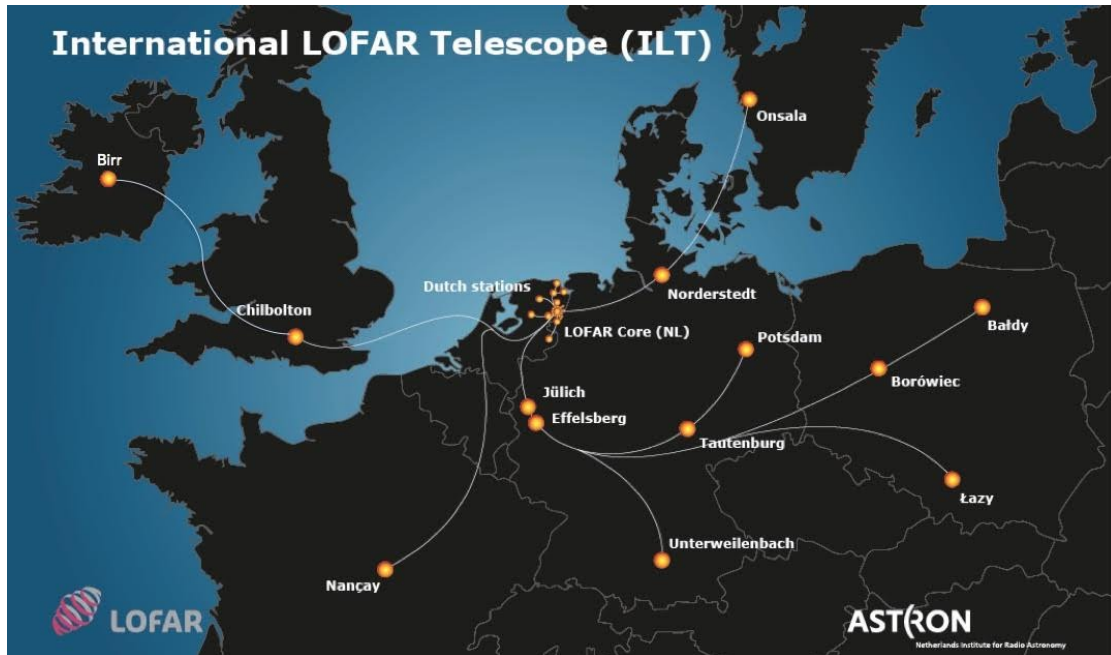 International LOFAR Telescope (ILT)
Onsala
Birr
Dutch stations
Norderstedt
Chilbolton
LOFAR Core (NL)
Potsdam
Bałdy
Borówiec
Jülich
Effelsberg
Tautenburg
Łazy
Unterweilenbach
Nançay
LOFAR
ASTRON
Netherlands Institute for Radio Astronomy